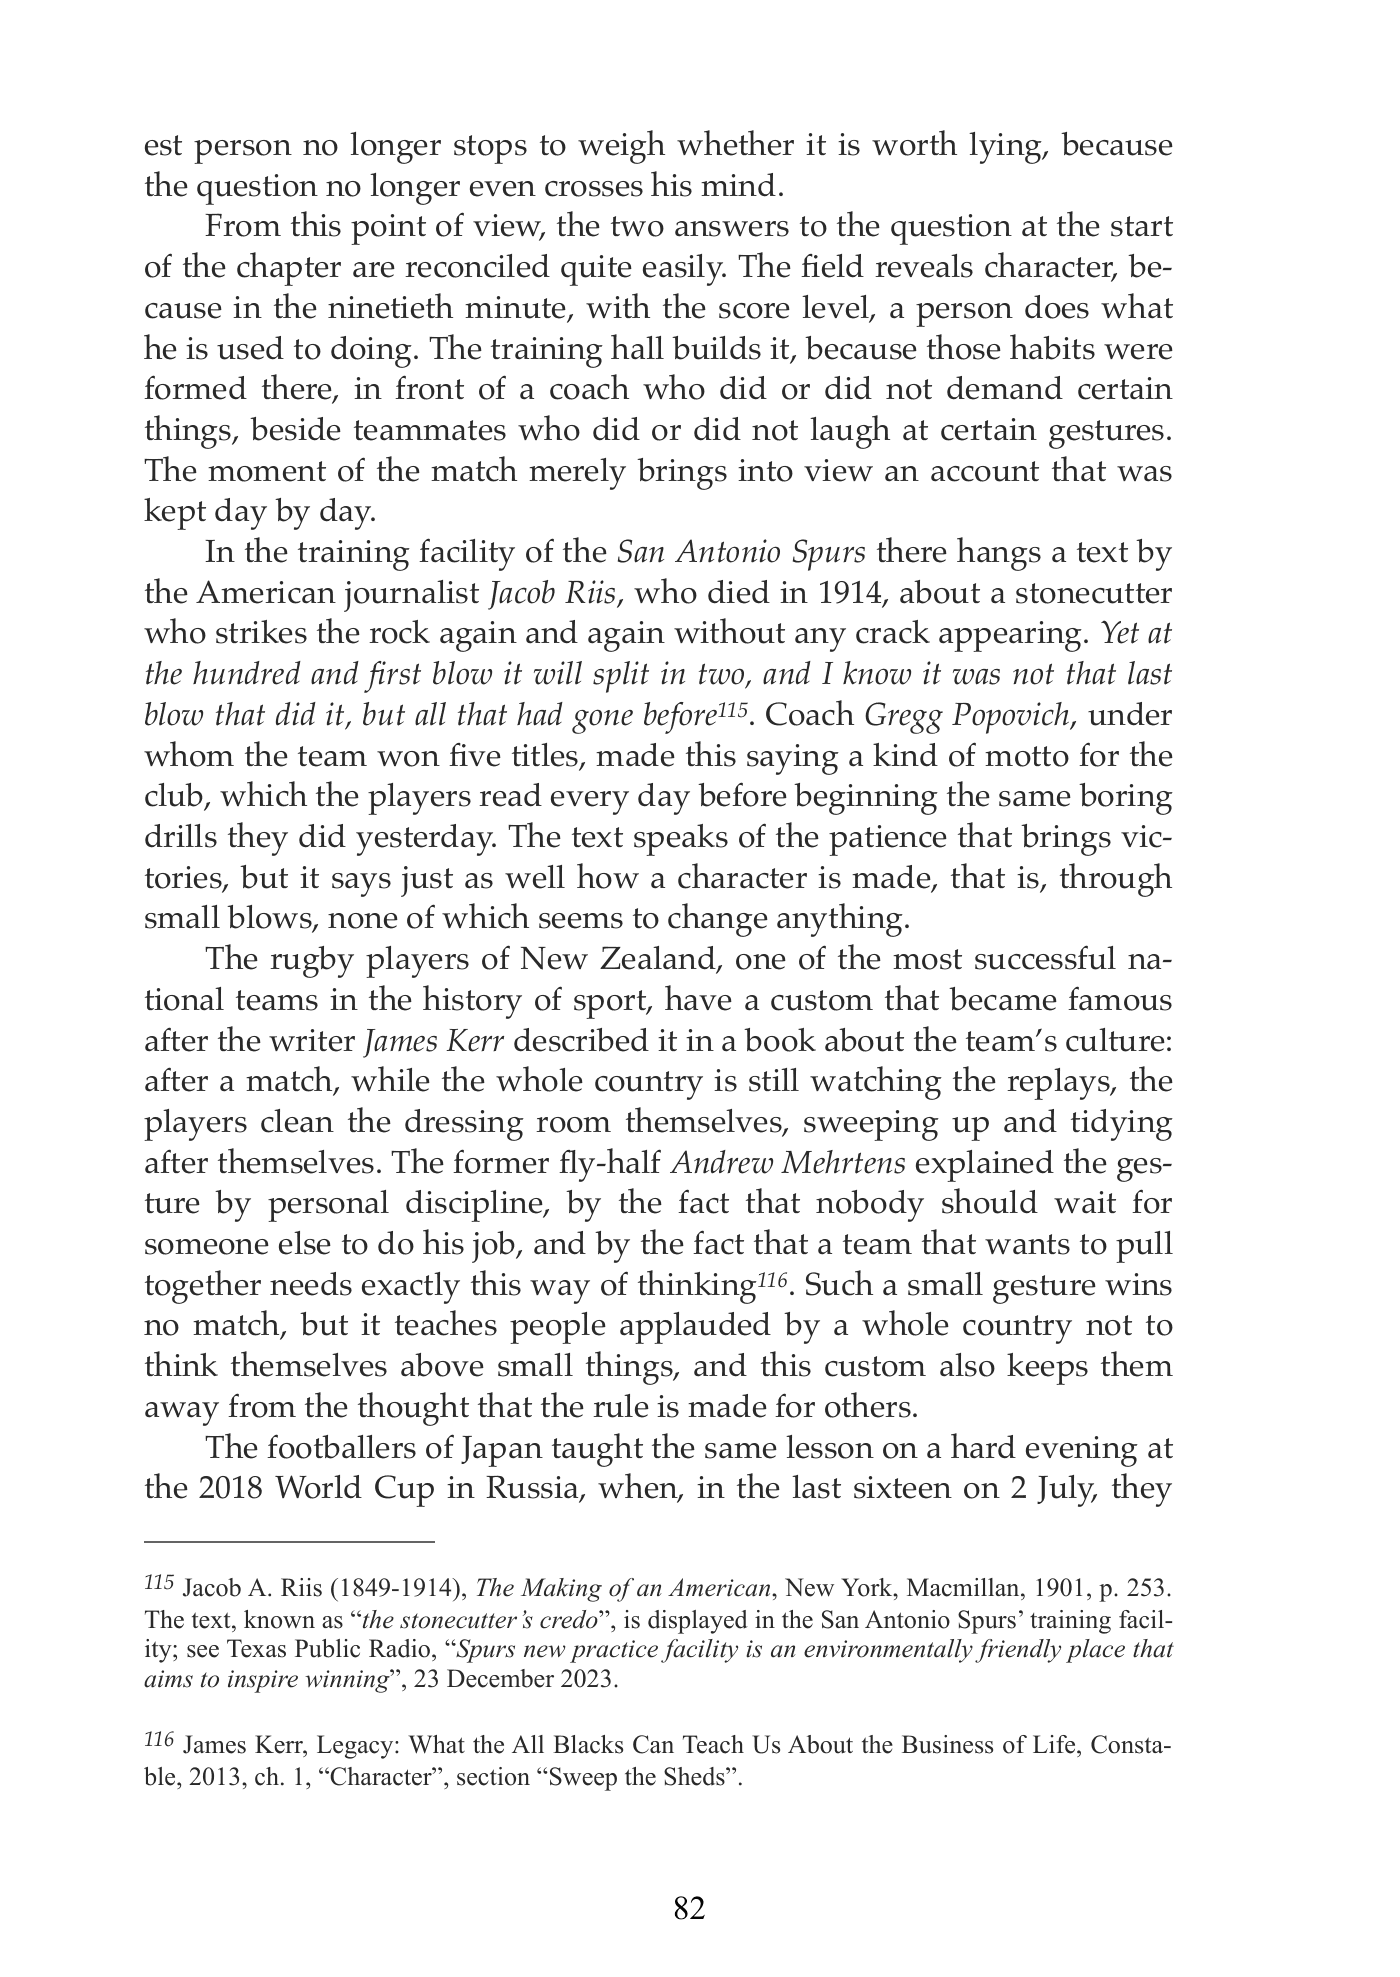 est person no longer stops to weigh whether it is worth lying, because
the question no longer even crosses his mind.
From this point of view, the two answers to the question at the start
of the chapter are reconciled quite easily. The field reveals character, be-
cause in the ninetieth minute, with the score level, a person does what
he is used to doing. The training hall builds it, because those habits were
formed there, in front of a coach who did or did not demand certain
things, beside teammates who did or did not laugh at certain gestures.
The moment of the match merely brings into view an account that was
kept day by day.
In the training facility of the San Antonio Spurs there hangs a text by
the American journalist Jacob Riis, who died in 1914, about a stonecutter
who strikes the rock again and again without any crack appearing. Yet at
the hundred and first blow it will split in two, and I know it was not that last
blow that did it, but all that had gone before115. Coach Gregg Popovich, under
whom the team won five titles, made this saying a kind of motto for the
club, which the players read every day before beginning the same boring
drills they did yesterday. The text speaks of the patience that brings vic-
tories, but it says just as well how a character is made, that is, through
small blows, none of which seems to change anything.
The rugby players of New Zealand, one of the most successful na-
tional teams in the history of sport, have a custom that became famous
after the writer James Kerr described it in a book about the team’s culture:
after a match, while the whole country is still watching the replays, the
players clean the dressing room themselves, sweeping up and tidying
after themselves. The former fly-half Andrew Mehrtens explained the ges-
ture by personal discipline, by the fact that nobody should wait for
someone else to do his job, and by the fact that a team that wants to pull
together needs exactly this way of thinking116. Such a small gesture wins
no match, but it teaches people applauded by a whole country not to
think themselves above small things, and this custom also keeps them
away from the thought that the rule is made for others.
The footballers of Japan taught the same lesson on a hard evening at
the 2018 World Cup in Russia, when, in the last sixteen on 2 July, they
115 Jacob A. Riis (1849-1914), The Making of an American, New York, Macmillan, 1901, p. 253.
The text, known as “the stonecutter’s credo”, is displayed in the San Antonio Spurs’ training facil-
ity; see Texas Public Radio, “Spurs new practice facility is an environmentally friendly place that
aims to inspire winning”, 23 December 2023.
116 James Kerr, Legacy: What the All Blacks Can Teach Us About the Business of Life, Consta-
ble, 2013, ch. 1, “Character”, section “Sweep the Sheds”.
82